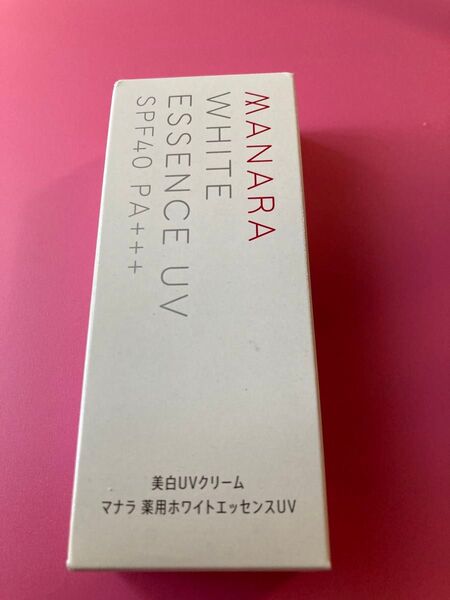 MANARA
WHITE
ESSENCE UV
SPF40 PA+++
美白UVクリーム
マナラ 薬用ホワイトエッセンスUV